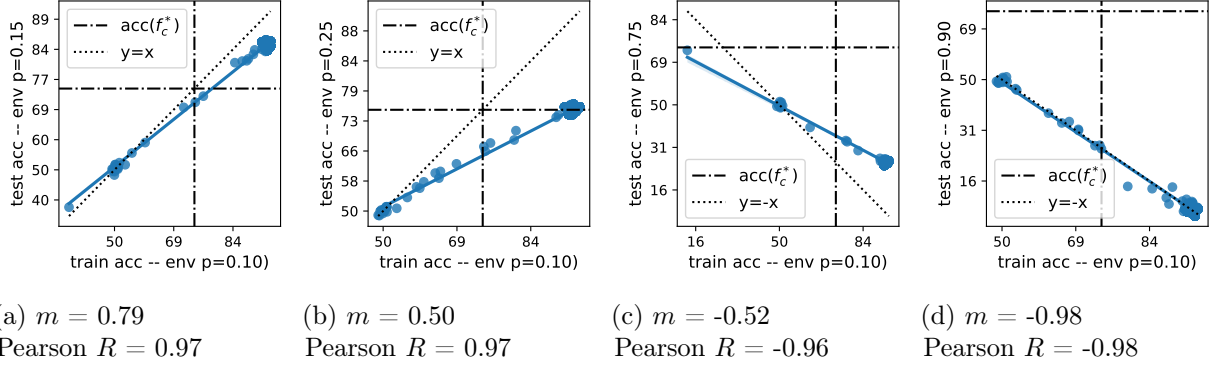 89
84
77
69
60
50
40
50
69
84
test acc -- env p=0.15
train acc -- env p=0.10)
acc(f_c^*)
y=x
88
84
79
73
66
58
50
50
69
84
test acc -- env p=0.25
train acc -- env p=0.10)
acc(f_c^*)
y=x
84
69
50
31
16
16
50
84
test acc -- env p=0.75
train acc -- env p=0.10)
acc(f_c^*)
y=-x
69
50
31
16
50
69
84
test acc -- env p=0.90
train acc -- env p=0.10)
acc(f_c^*)
y=-x
(a) m = 0.79
Pearson R = 0.97
(b) m = 0.50
Pearson R = 0.97
(c) m = -0.52
Pearson R = -0.96
(d) m = -0.98
Pearson R = -0.98